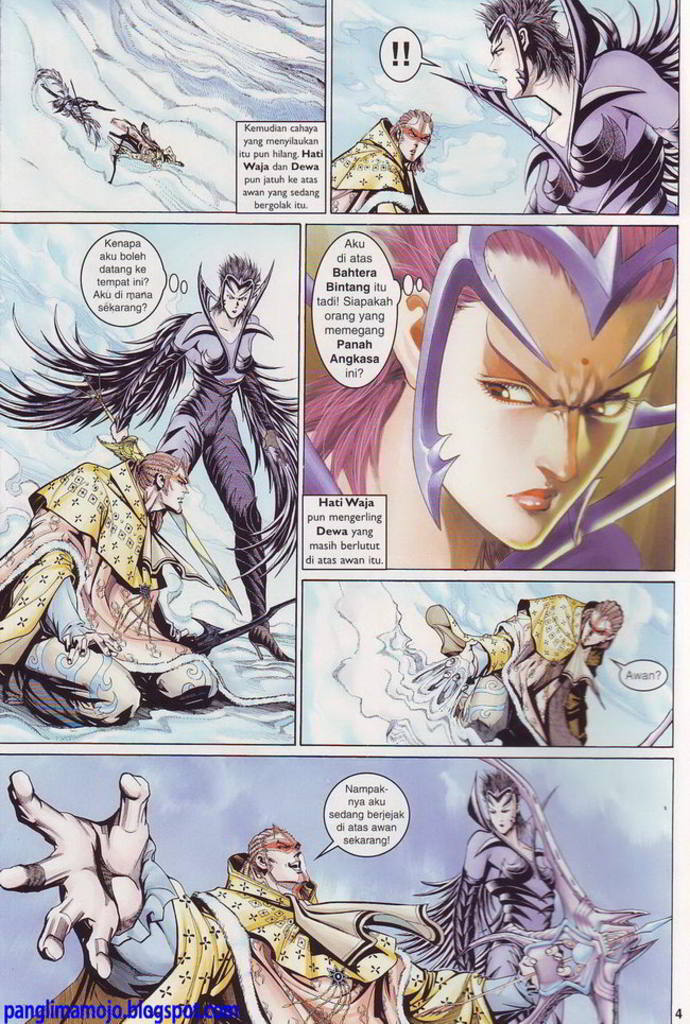 Kemudian cahaya
yang menyilaukan
itu pun hilang. Hati
Waja dan Dewa
pun jatuh ke atas
awan yang sedang
bergolak itu.
!!
Kenapa
aku boleh
datang ke
tempat ini?
Aku di mana
sekarang?
Aku
di atas
Bahtera
Bintang itu
tadi! Siapakah
orang yang
memegang
Panah
Angkasa
ini?
Hati Waja
pun mengerling
Dewa yang
masih berlutut
di atas awan itu.
Awan?
Nampak-
nya aku
sedang berjejak
di atas awan
sekarang!
panglimamojo.blogspot.com
4